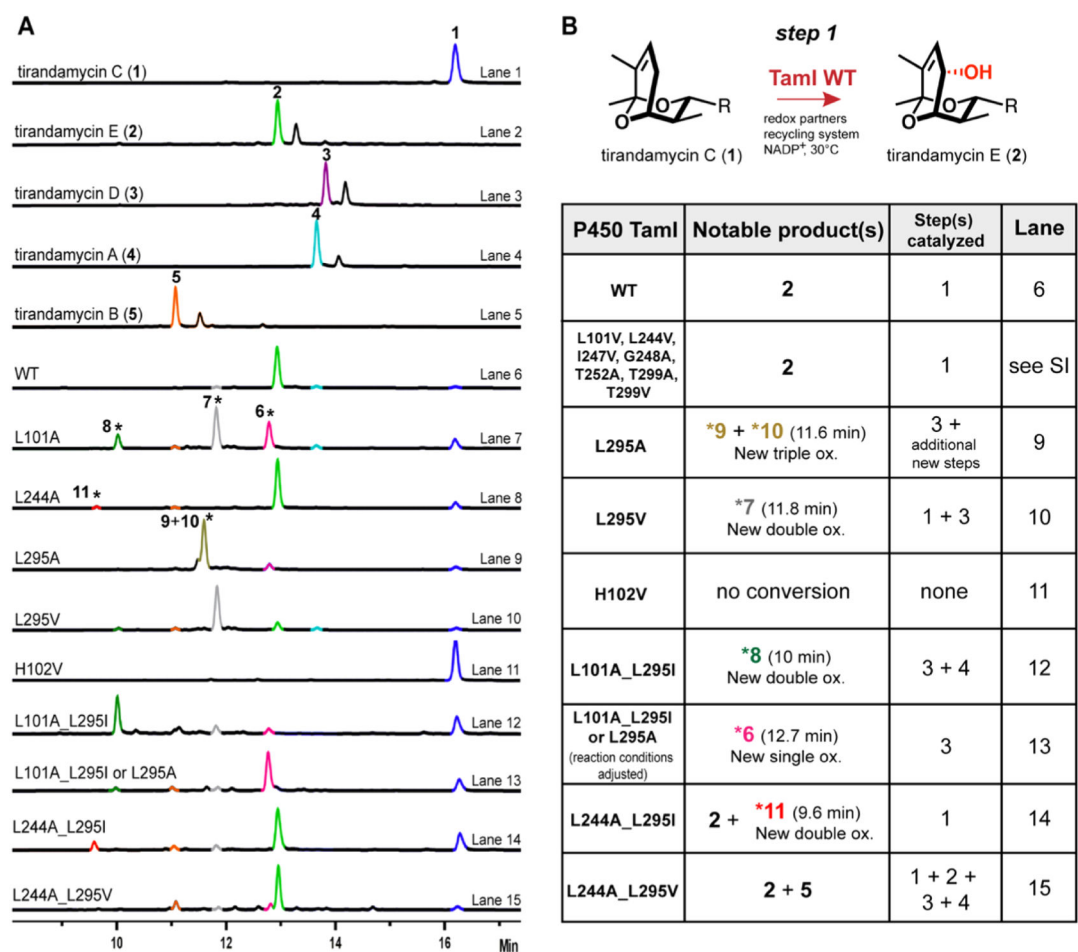 A
1
tirandamycin C (1)
Lane 1
2
tirandamycin E (2)
Lane 2
3
tirandamycin D (3)
Lane 3
4
tirandamycin A (4)
Lane 4
5
tirandamycin B (5)
Lane 5
WT
Lane 6
7*
6*
8*
L101A
Lane 7
11*
L244A
Lane 8
9+10 *
L295A
Lane 9
L295V
Lane 10
H102V
Lane 11
L101A_L295I
Lane 12
L101A_L295I or L295A
Lane 13
L244A_L295I
Lane 14
L244A_L295V
Lane 15
10 12 14 16 Min
B
step 1
TamI WT
redox partners
recycling system
NADP+, 30°C
O
O
R
tirandamycin C (1)
OH
O
O
R
tirandamycin E (2)
P450 TamI Notable product(s) Step(s) catalyzed Lane
WT 2 1 6
L101V, L244V,
I247V, G248A,
T252A, T299A,
T299V
2 1 see SI
L295A
*9 + *10 (11.6 min)
New triple ox.
3 +
additional
new steps
9
L295V
*7 (11.8 min)
New double ox.
1 + 3 10
H102V no conversion none 11
L101A_L295I
*8 (10 min)
New double ox.
3 + 4 12
L101A_L295I
or L295A
(reaction conditions
adjusted)
*6 (12.7 min)
New single ox.
3 13
L244A_L295I
2 + *11 (9.6 min)
New double ox.
1 14
L244A_L295V 2 + 5
1 + 2 +
3 + 4
15